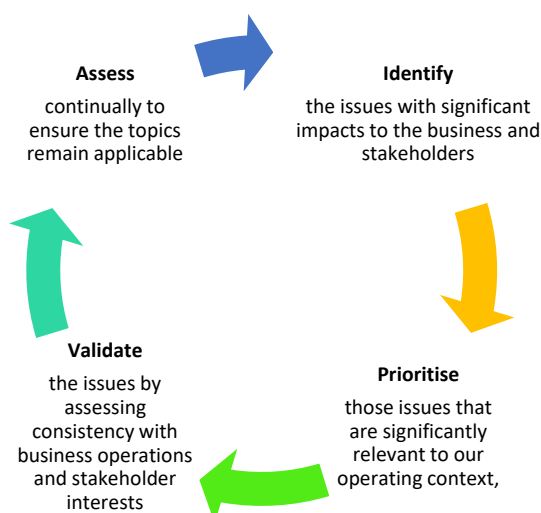 Assess
continually to
ensure the topics
remain applicable
Identify
the issues with significant
impacts to the business and
stakeholders
Prioritise
those issues that
are significantly
relevant to our
operating context,
Validate
the issues by
assessing
consistency with
business operations
and stakeholder
interests